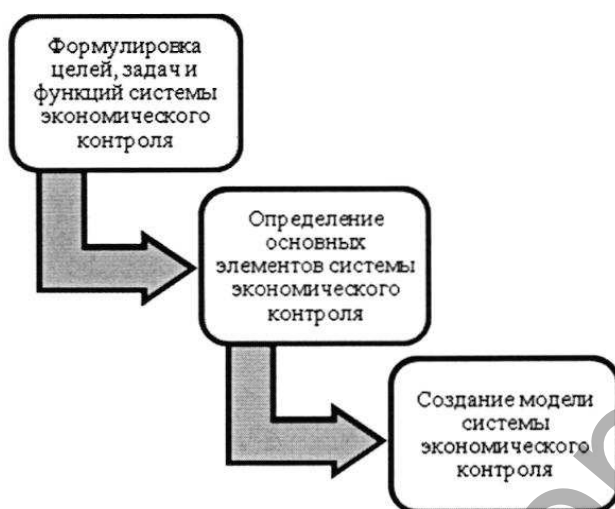 Формулировка
целей, задач и
функций системы
экономического
контроля
Определение
основных
элементов системы
экономического
контроля
Создание модели
системы
экономического
контроля